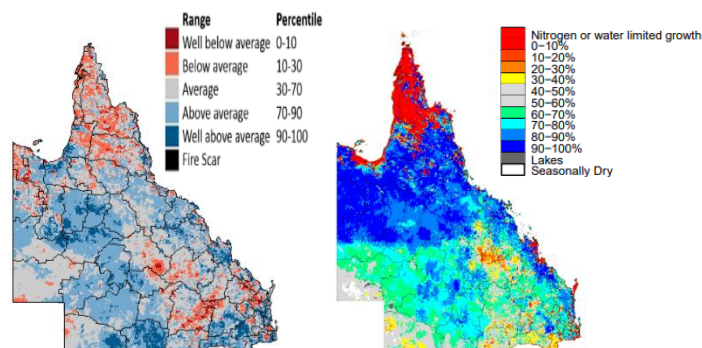 Range Percentile
Well below average 0-10
Below average 10-30
Average 30-70
Above average 70-90
Well above average 90-100
Fire Scar
Nitrogen or water limited growth
0−10%
10−20%
20−30%
30−40%
40−50%
50−60%
60−70%
70−80%
80−90%
90−100%
Lakes
Seasonally Dry